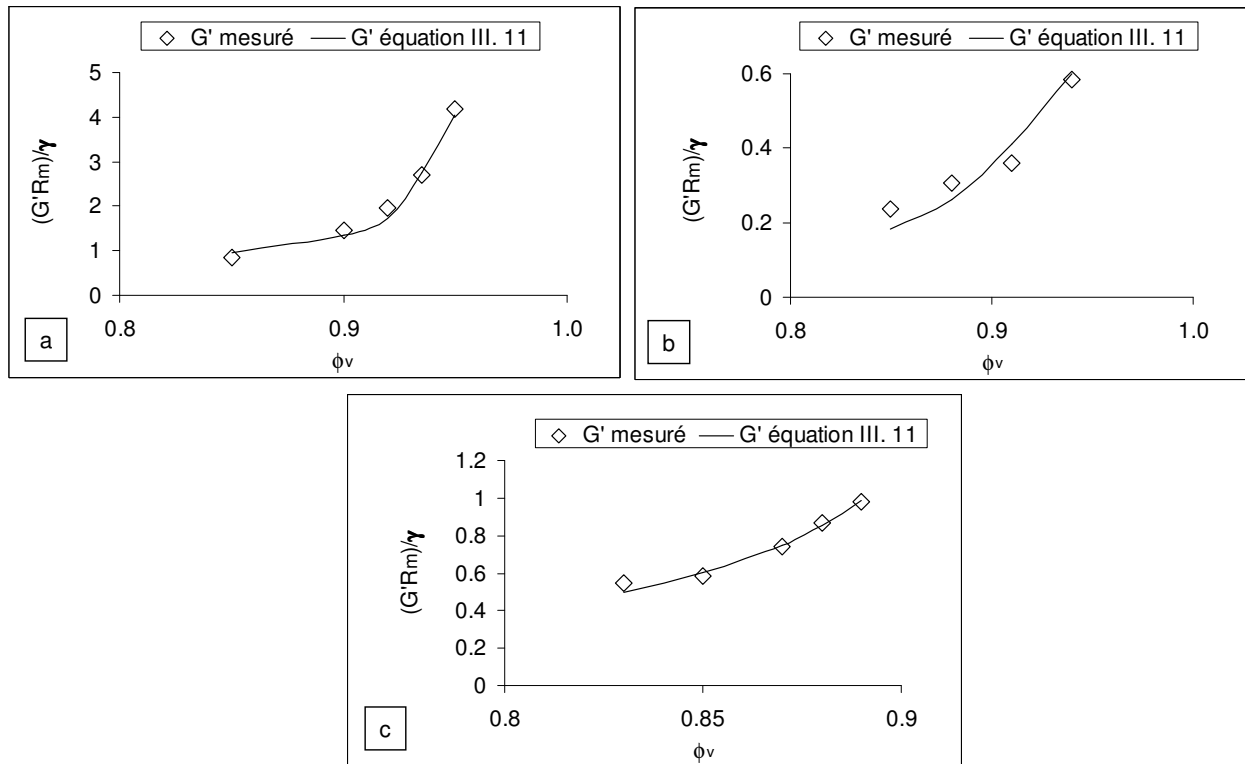 G' mesuré G' équation III. 11
5
4
3
2
1
0
(G'Rm)/γ
0.8 0.9 1.0
ϕv
a
G' mesuré G' équation III. 11
0.6
0.4
0.2
0
(G'Rm)/γ
0.8 0.9 1.0
ϕv
b
G' mesuré G' équation III. 11
1.2
1
0.8
0.6
0.4
0.2
0
(G'Rm)/γ
0.8 0.85 0.9
ϕv
c